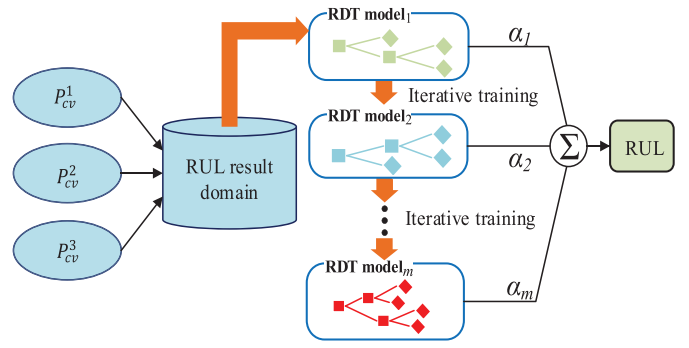 RDT model₁
α₁
P¹cv
Iterative training
RDT model₂
P²cv
RUL result
domain
α₂
Σ
RUL
Iterative training
P³cv
RDT modelₘ
αₘ